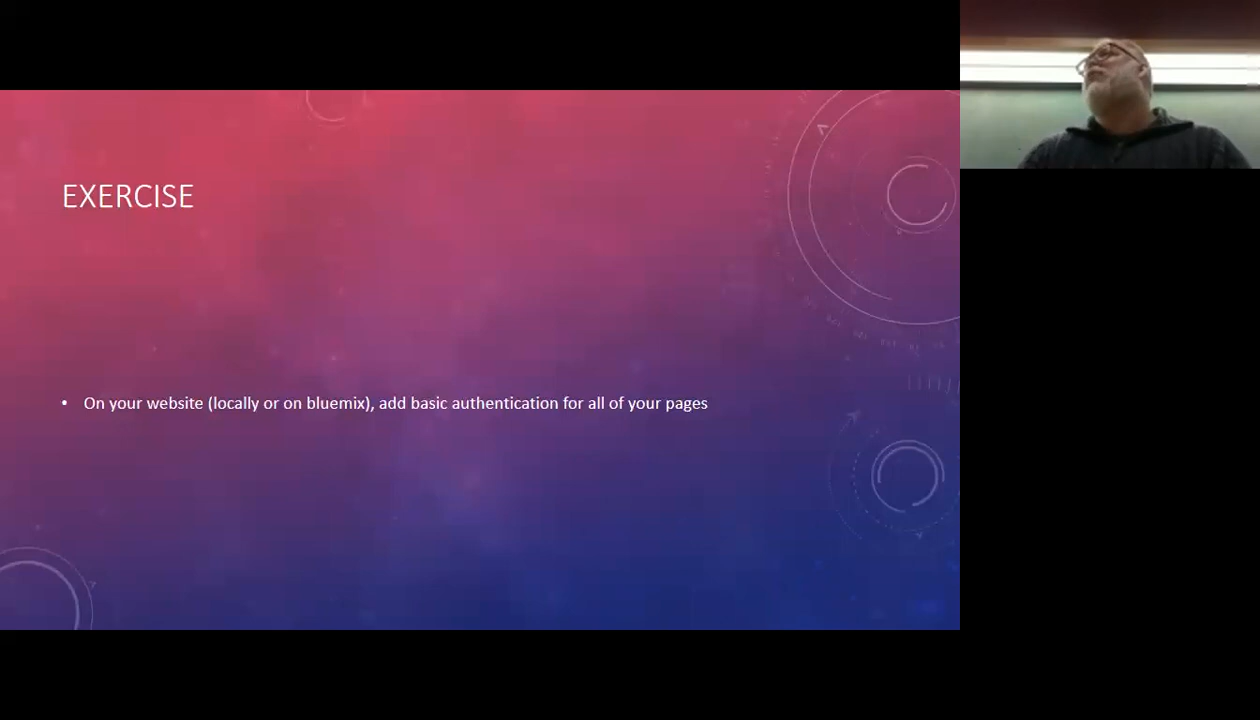 EXERCISE
• On your website (locally or on bluemix), add basic authentication for all of your pages